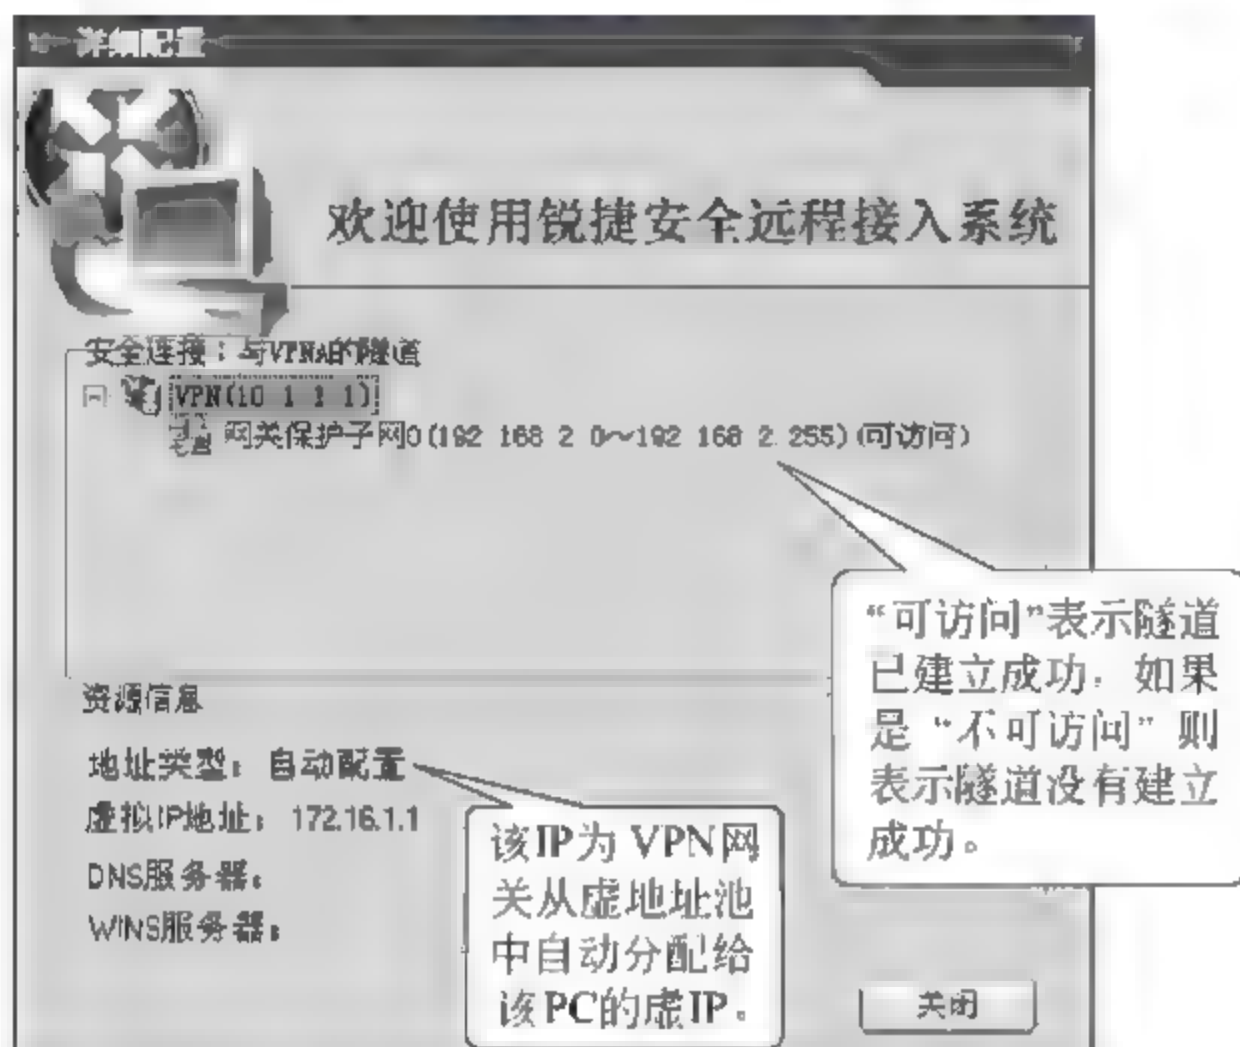 详细配置
欢迎使用锐捷安全远程接入系统
安全连接：与VPNA的隧道
VPN(10 1 1 1)
网关保护子网0(192 168 2 0～192 168 2.255)(可访问)
“可访问”表示隧道
已建立成功，如果
是“不可访问”则
表示隧道没有建立
成功。
资源信息
地址类型：自动配置
虚拟IP地址：172.16.1.1
DNS服务器：
WINS服务器：
该IP为 VPN网
关从虚地址池
中自动分配给
该PC的虚IP。
关闭